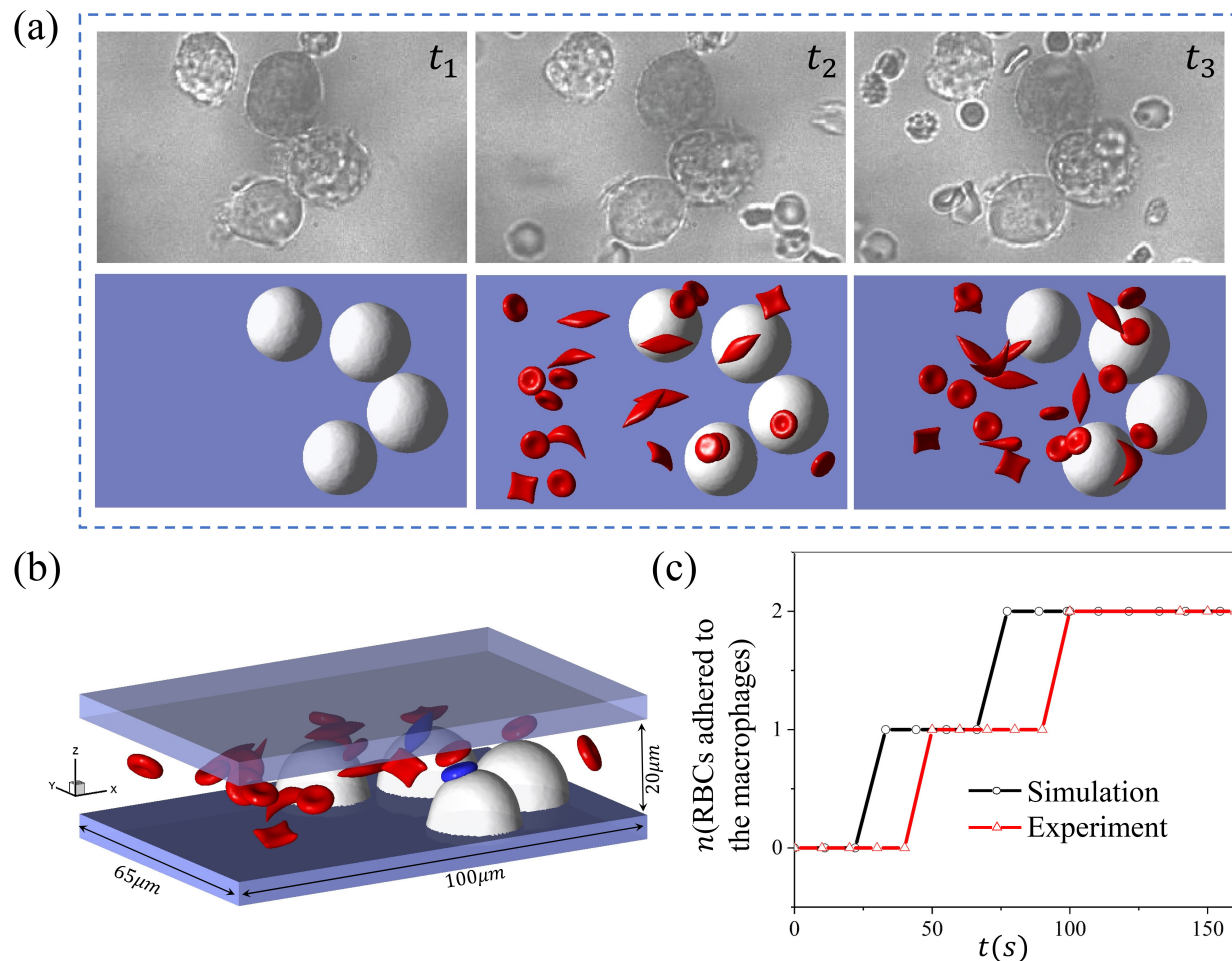 (a)
t₁
t₂
t₃
(b)
Z
Y
X
65μm
100μm
20μm
(c)
n(RBCs adhered to
the macrophages)
2
1
0
Simulation
Experiment
0
50
100
150
t(s)